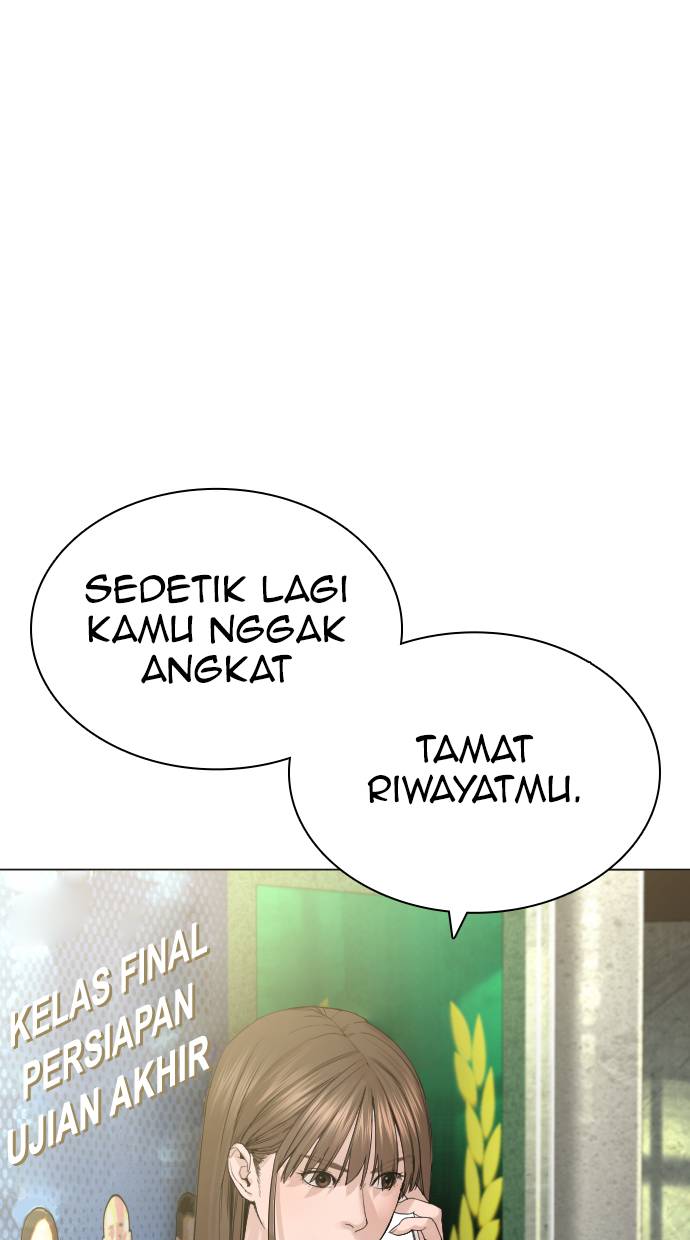 SEDETIK LAGI
KAMU NGGAK
ANGKAT
TAMAT
RIWAYATMU.
KELAS FINAL
PERSIAPAN
UJIAN AKHIR